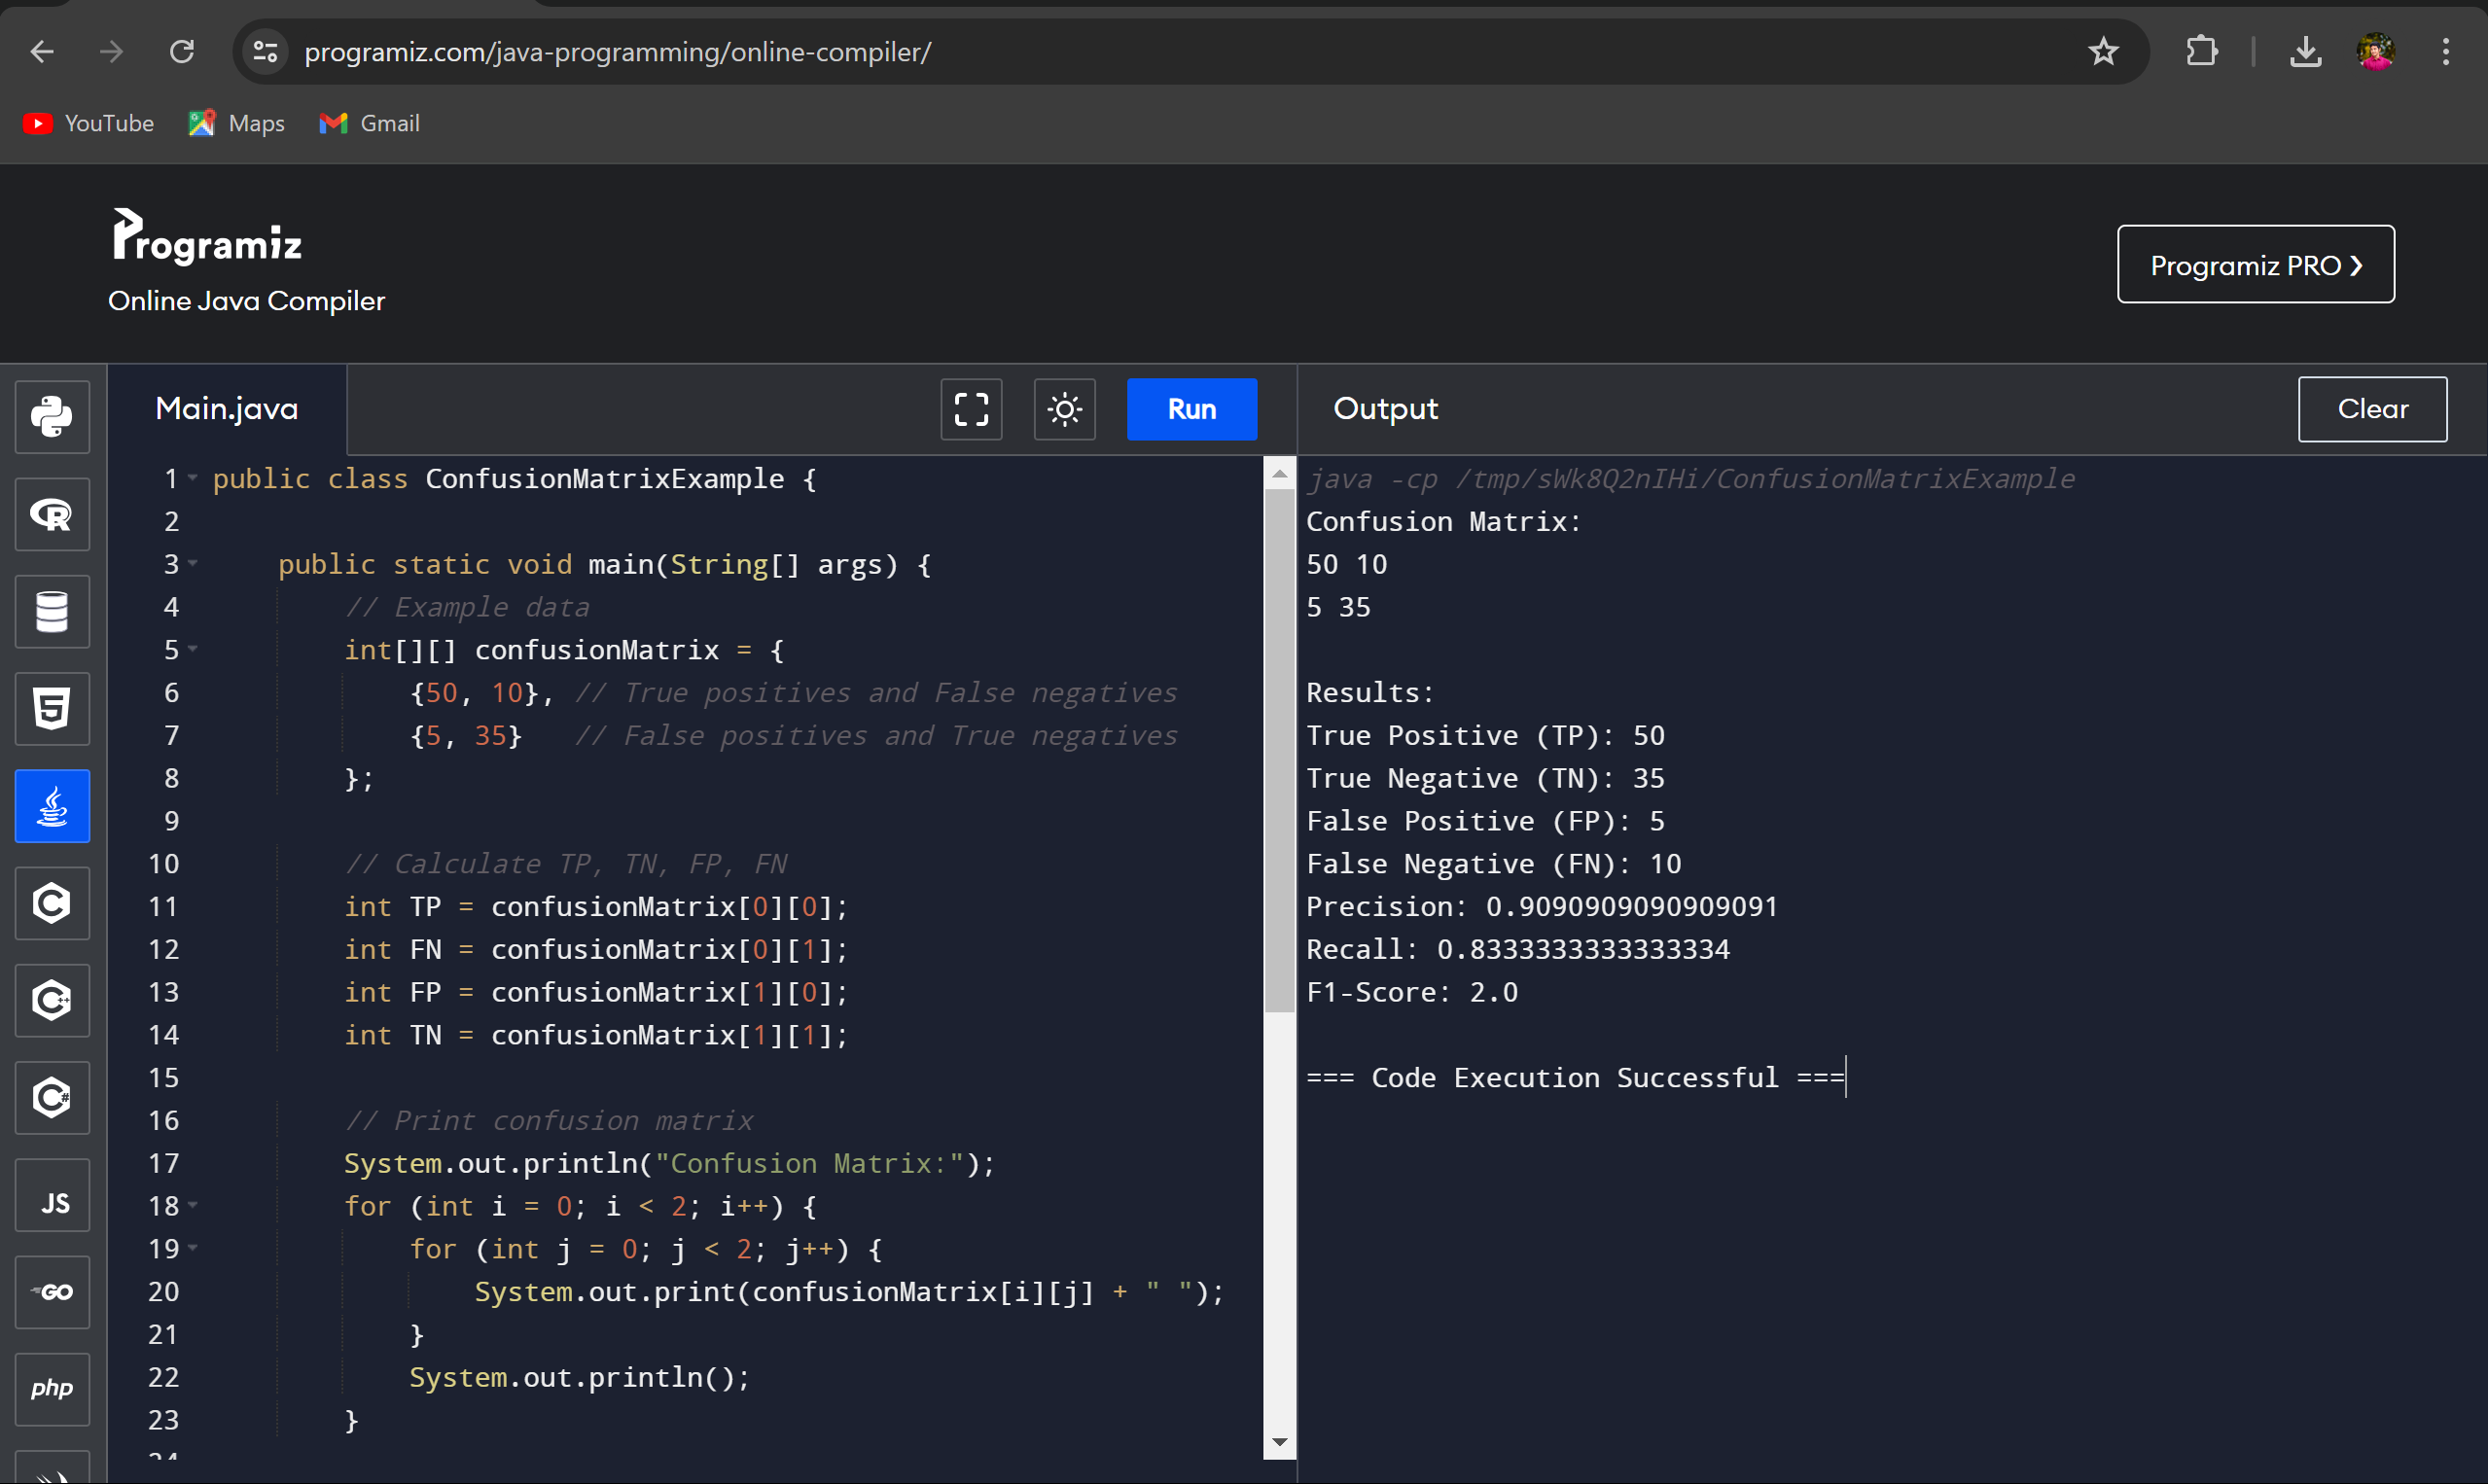 programiz.com/java-programming/online-compiler/
YouTube
Maps
Gmail
Programiz
Online Java Compiler
Programiz PRO ❯
Main.java
Run
Output
Clear
1 public class ConfusionMatrixExample {
2
3     public static void main(String[] args) {
4         // Example data
5         int[][] confusionMatrix = {
6             {50, 10}, // True positives and False negatives
7             {5, 35}   // False positives and True negatives
8         };
9
10         // Calculate TP, TN, FP, FN
11         int TP = confusionMatrix[0][0];
12         int FN = confusionMatrix[0][1];
13         int FP = confusionMatrix[1][0];
14         int TN = confusionMatrix[1][1];
15
16         // Print confusion matrix
17         System.out.println("Confusion Matrix:");
18         for (int i = 0; i < 2; i++) {
19             for (int j = 0; j < 2; j++) {
20                 System.out.print(confusionMatrix[i][j] + " ");
21             }
22             System.out.println();
23         }
java -cp /tmp/sWk8Q2nIHi/ConfusionMatrixExample
Confusion Matrix:
50 10
5 35
Results:
True Positive (TP): 50
True Negative (TN): 35
False Positive (FP): 5
False Negative (FN): 10
Precision: 0.9090909090909091
Recall: 0.8333333333333334
F1-Score: 2.0
=== Code Execution Successful ===
R
5
C
C++
C#
JS
GO
php